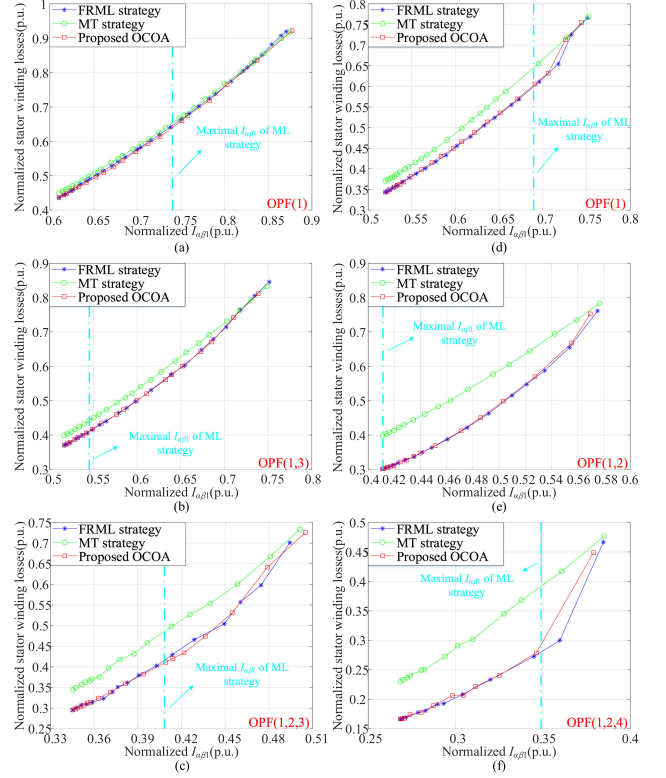 Normalized stator winding losses(p.u.)
1
0.9
0.8
0.7
0.6
0.5
0.4
FRML strategy
MT strategy
Proposed OCOA
Maximal Iαβ1 of ML
strategy
OPF(1)
0.6
0.65
0.7
0.75
0.8
0.85
0.9
Normalized Iαβ1(p.u.)
(a)
Normalized stator winding losses(p.u.)
0.8
0.75
0.7
0.65
0.6
0.55
0.5
0.45
0.4
0.35
0.3
FRML strategy
MT strategy
Proposed OCOA
Maximal Iαβ1 of ML
strategy
OPF(1)
0.5
0.55
0.6
0.65
0.7
0.75
0.8
Normalized Iαβ1(p.u.)
(d)
Normalized stator winding losses(p.u.)
0.9
0.8
0.7
0.6
0.5
0.4
0.3
FRML strategy
MT strategy
Proposed OCOA
Maximal Iαβ1 of ML
strategy
OPF(1,3)
0.5
0.55
0.6
0.65
0.7
0.75
0.8
Normalized Iαβ1(p.u.)
(b)
Normalized stator winding losses(p.u.)
0.9
0.8
0.7
0.6
0.5
0.4
0.3
FRML strategy
MT strategy
Proposed OCOA
Maximal Iαβ1 of ML
strategy
OPF(1,2)
0.4
0.42
0.44
0.46
0.48
0.5
0.52
0.54
0.56
0.58
0.6
Normalized Iαβ1(p.u.)
(e)
Normalized stator winding losses(p.u.)
0.75
0.7
0.65
0.6
0.55
0.5
0.45
0.4
0.35
0.3
0.25
FRML strategy
MT strategy
Proposed OCOA
Maximal Iαβ1 of ML
strategy
OPF(1,2,3)
0.33
0.36
0.39
0.42
0.45
0.48
0.51
Normalized Iαβ1(p.u.)
(c)
Normalized stator winding losses(p.u.)
0.5
0.45
0.4
0.35
0.3
0.25
0.2
0.15
FRML strategy
MT strategy
Proposed OCOA
Maximal Iαβ1 of ML
strategy
OPF(1,2,4)
0.25
0.3
0.35
0.4
Normalized Iαβ1(p.u.)
(f)